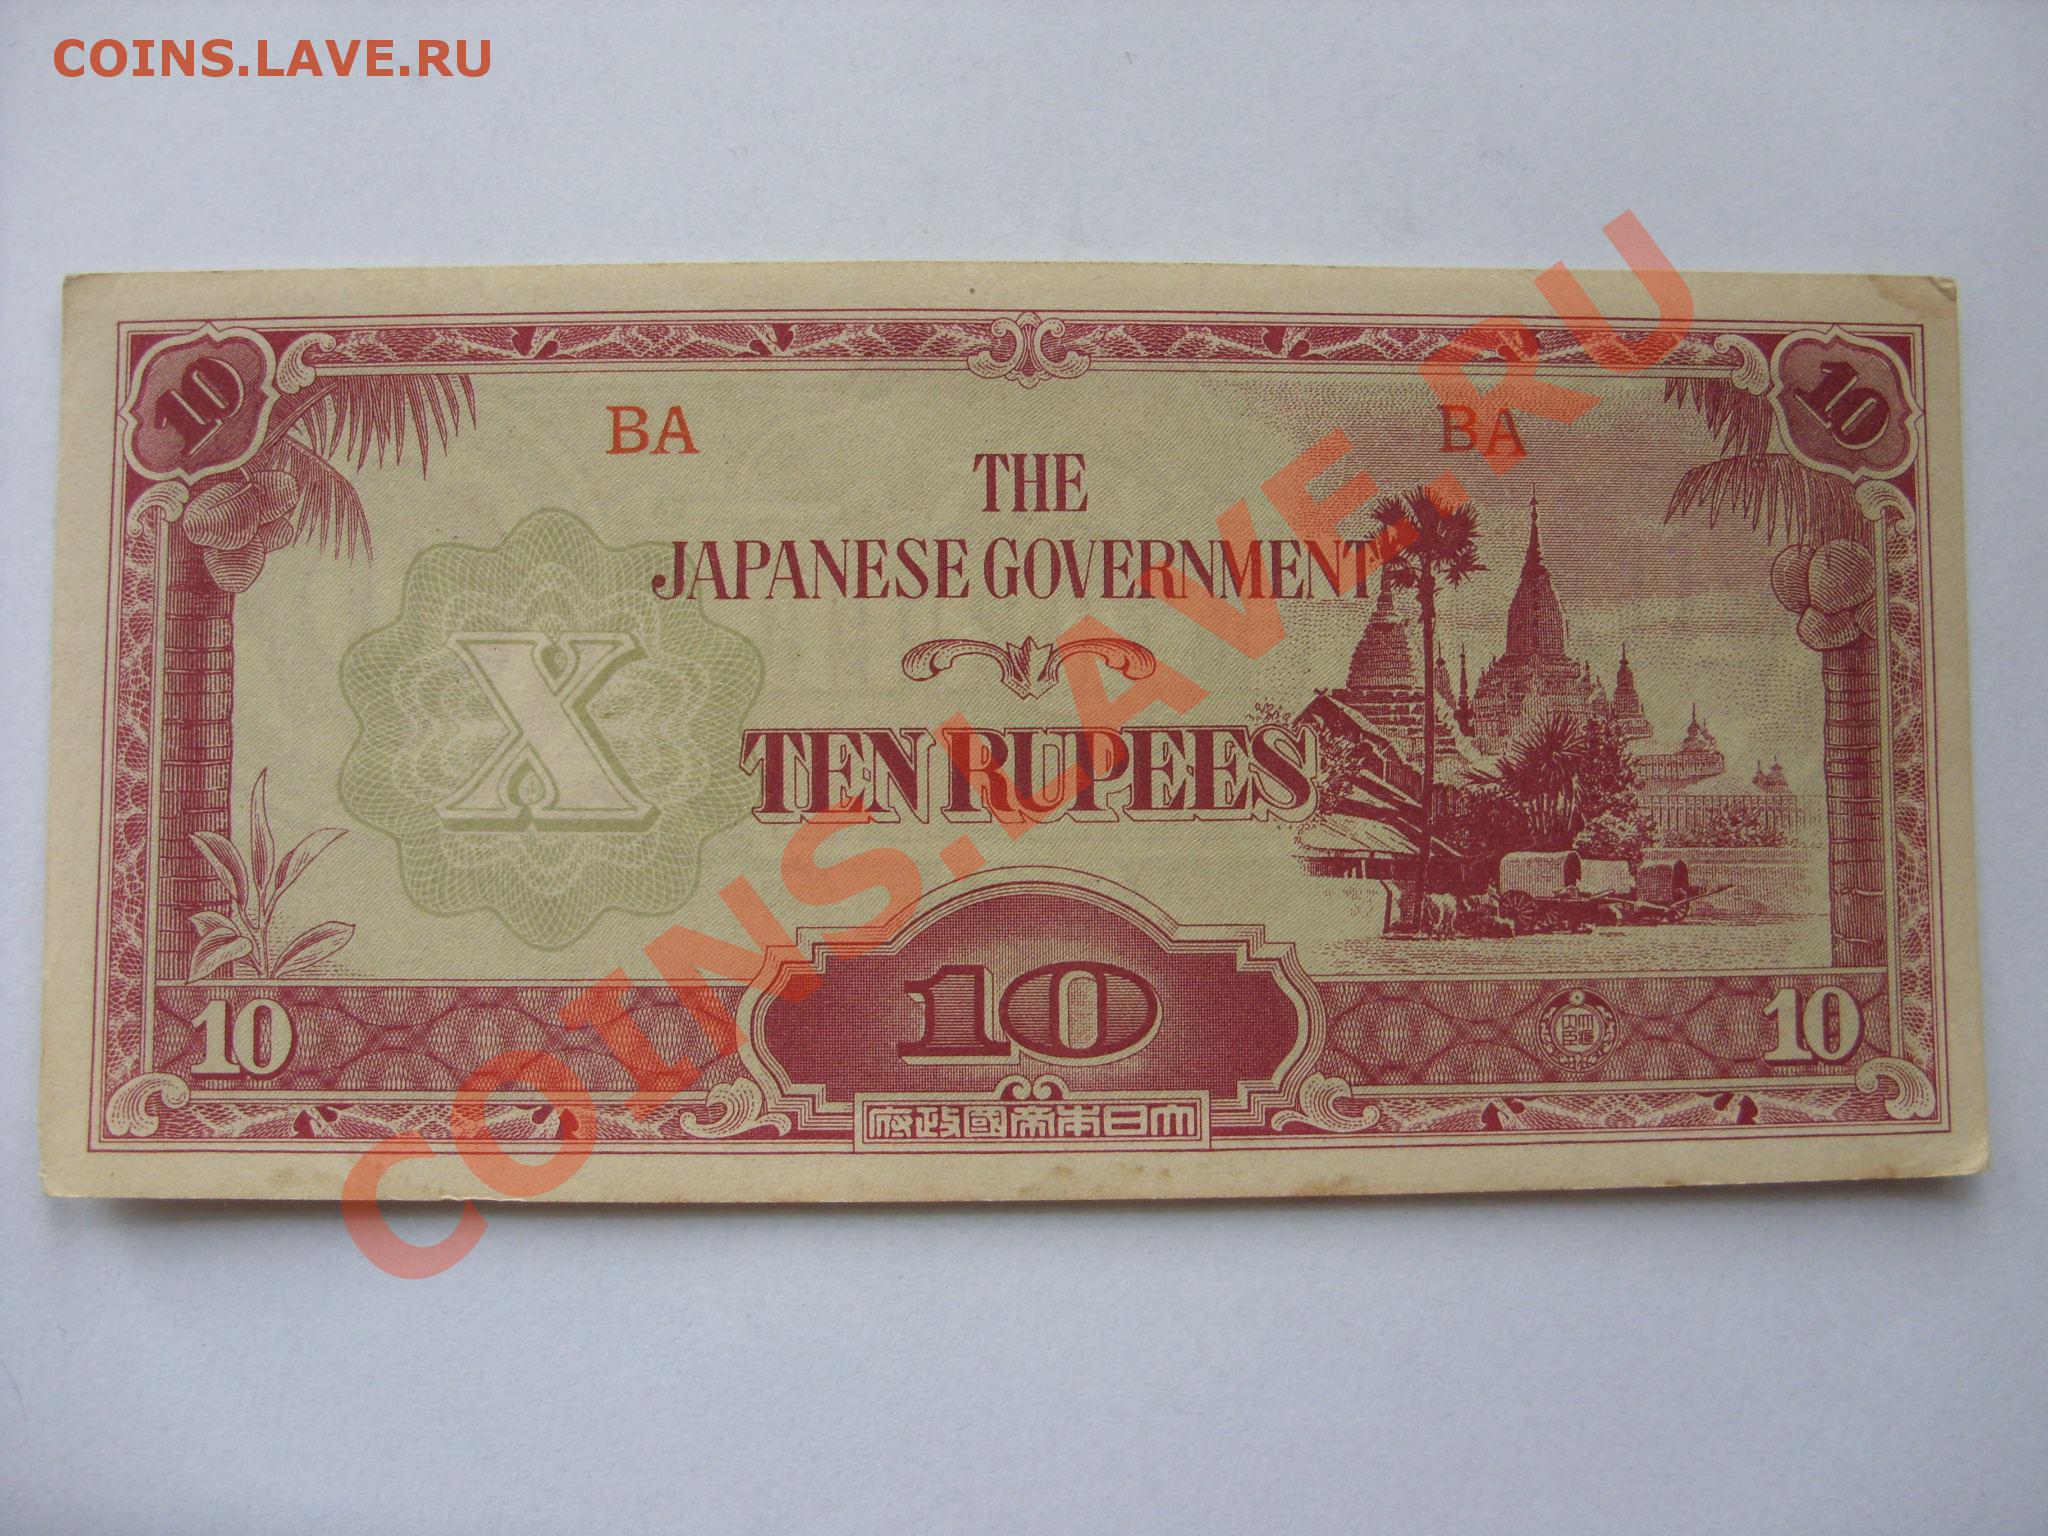 COINS.LAVE.RU
10 10
BA BA
THE
JAPANESE GOVERNMENT
X
TEN RUPEES
10 10 10
府政國帝本日大
COINS.LAVE.RU